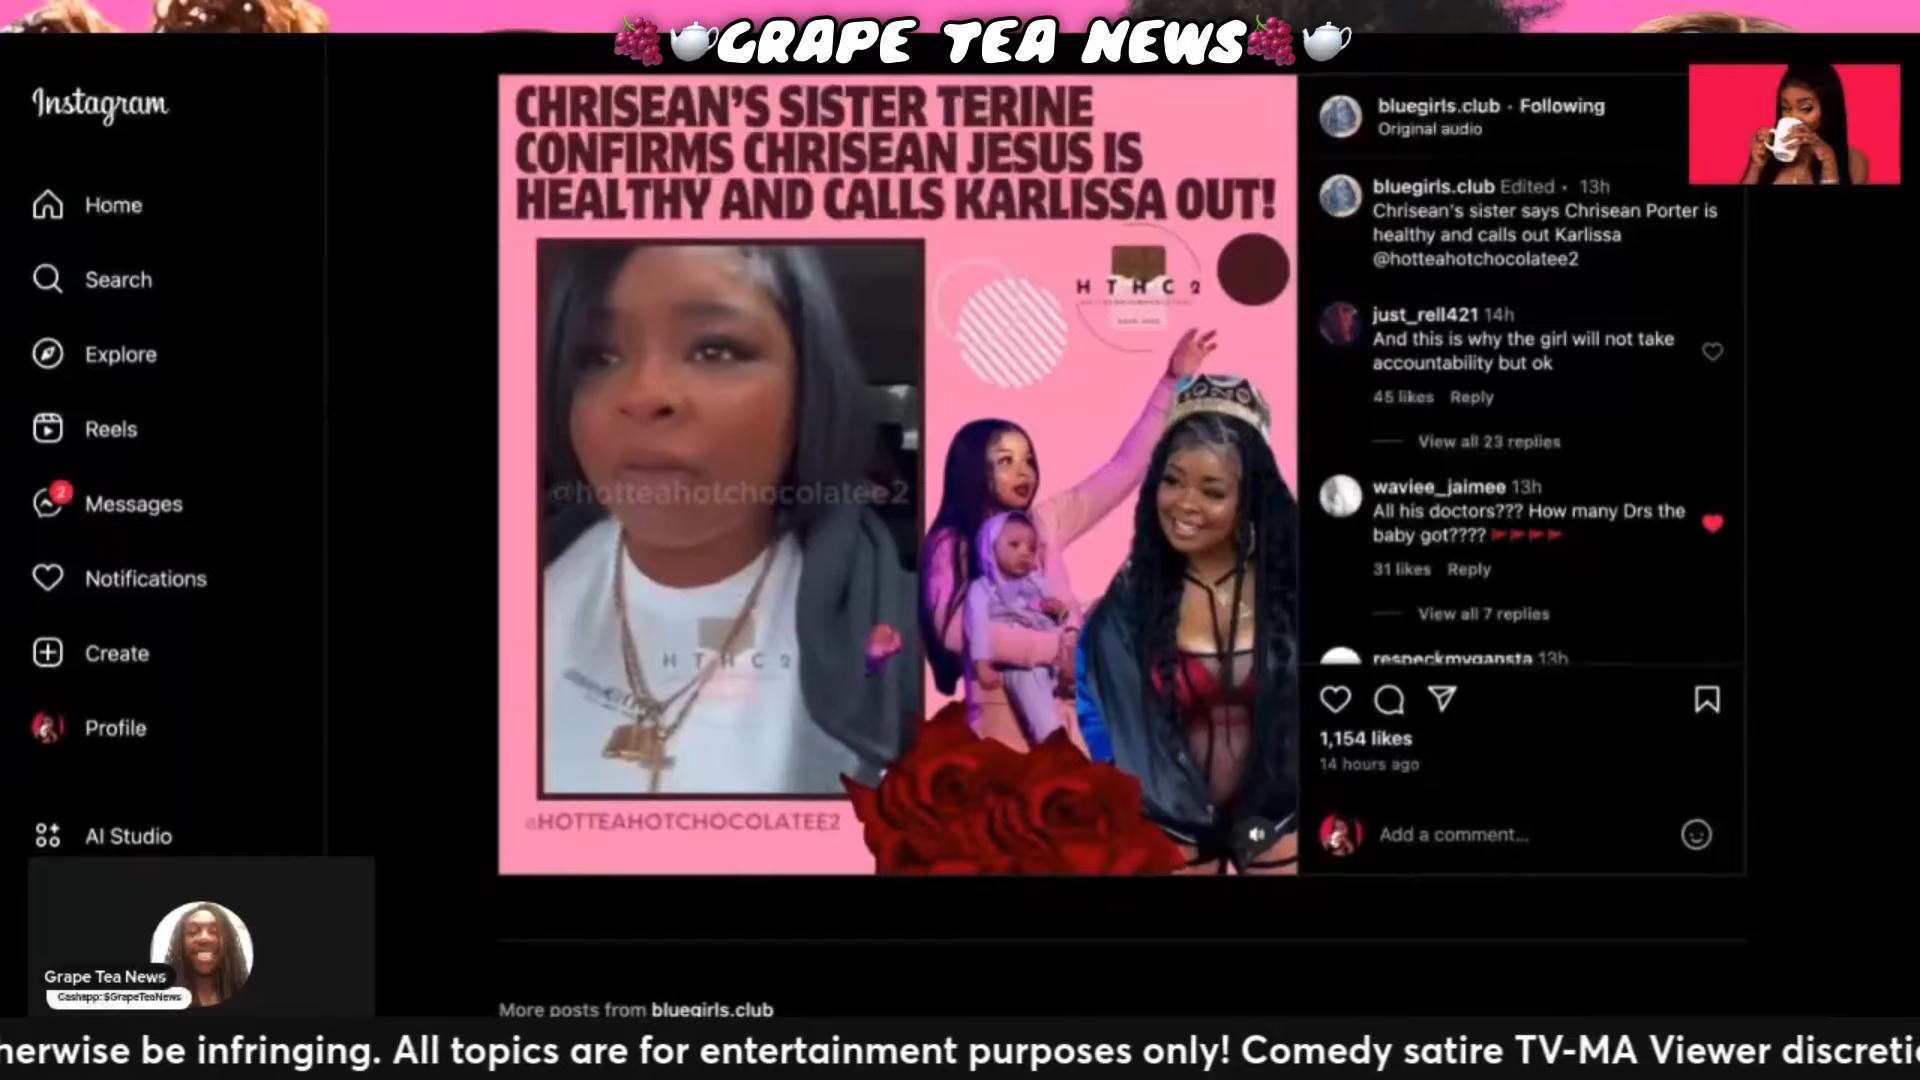 GRAPE TEA NEWS
Instagram
Home
Search
Explore
Reels
2
Messages
Notifications
Create
Profile
AI Studio
CHRISEAN'S SISTER TERINE
CONFIRMS CHRISEAN JESUS IS
HEALTHY AND CALLS KARLISSA OUT!
H T H C 2
@hotteahotchocolatee2
H T H C 2
@HOTTEAHOTCHOCOLATEE2
bluegirls.club • Following
Original audio
bluegirls.club Edited • 13h
Chrisean's sister says Chrisean Porter is
healthy and calls out Karlissa
@hotteahotchocolatee2
just_rell421 14h
And this is why the girl will not take
accountability but ok
45 likes Reply
View all 23 replies
waviee_jaimee 13h
All his doctors??? How many Drs the
baby got????
31 likes Reply
View all 7 replies
respeckmygansta 13h
1,154 likes
14 hours ago
Add a comment...
More posts from bluegirls.club
Grape Tea News
Cashapp: $GrapeTeaNews
herwise be infringing. All topics are for entertainment purposes only! Comedy satire TV-MA Viewer discreti